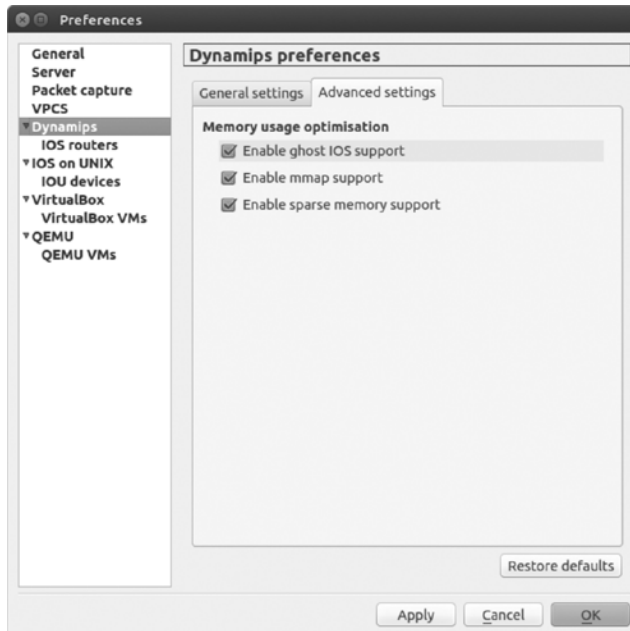 Preferences
General
Server
Packet capture
VPCS
Dynamips
IOS routers
IOS on UNIX
IOU devices
VirtualBox
VirtualBox VMs
QEMU
QEMU VMs
Dynamips preferences
General settings
Advanced settings
Memory usage optimisation
Enable ghost IOS support
Enable mmap support
Enable sparse memory support
Restore defaults
Apply
Cancel
OK